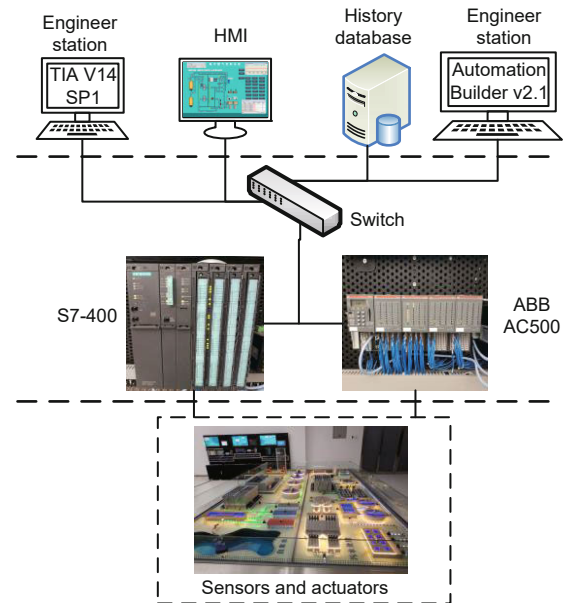 Engineer
station
HMI
History
database
Engineer
station
TIA V14
SP1
Automation
Builder v2.1
Switch
S7-400
ABB
AC500
Sensors and actuators